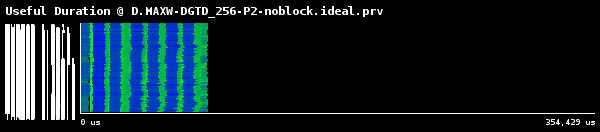 Useful Duration @ D.MAXW-DGTD_256-P2-noblock.ideal.prv
0 us
354,429 us